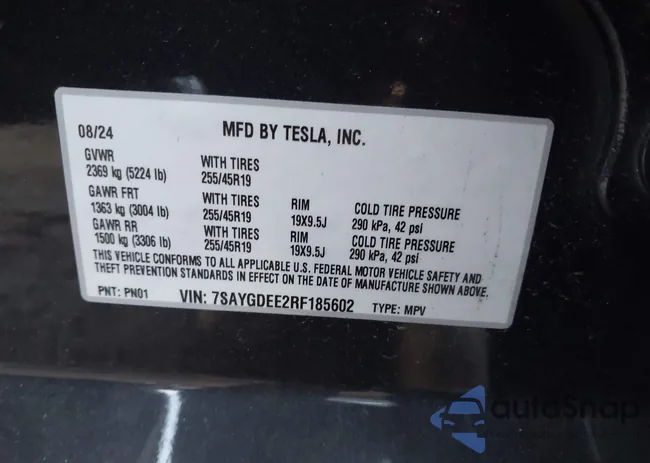 08/24 MFD BY TESLA, INC.
GVWR WITH TIRES
2369 kg (5224 lb) 255/45R19
GAWR FRT WITH TIRES RIM COLD TIRE PRESSURE
1363 kg (3004 lb) 255/45R19 19X9.5J 290 kPa, 42 psi
GAWR RR WITH TIRES RIM COLD TIRE PRESSURE
1500 kg (3306 lb) 255/45R19 19X9.5J 290 kPa, 42 psi
THIS VEHICLE CONFORMS TO ALL APPLICABLE U.S. FEDERAL MOTOR VEHICLE SAFETY AND
THEFT PREVENTION STANDARDS IN EFFECT ON THE DATE OF MANUFACTURE SHOWN ABOVE.
PNT: PN01 VIN: 7SAYGDEE2RF185602 TYPE: MPV
autoSnap